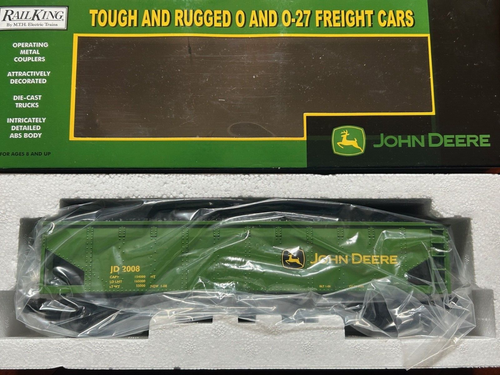 RAILKING
By M.T.H. Electric Trains
TOUGH AND RUGGED O AND O-27 FREIGHT CARS
OPERATING
METAL
COUPLERS
ATTRACTIVELY
DECORATED
DIE-CAST
TRUCKS
INTRICATELY
DETAILED
ABS BODY
FOR AGES 8 AND UP
JOHN DEERE
JD 2008
JOHN DEERE